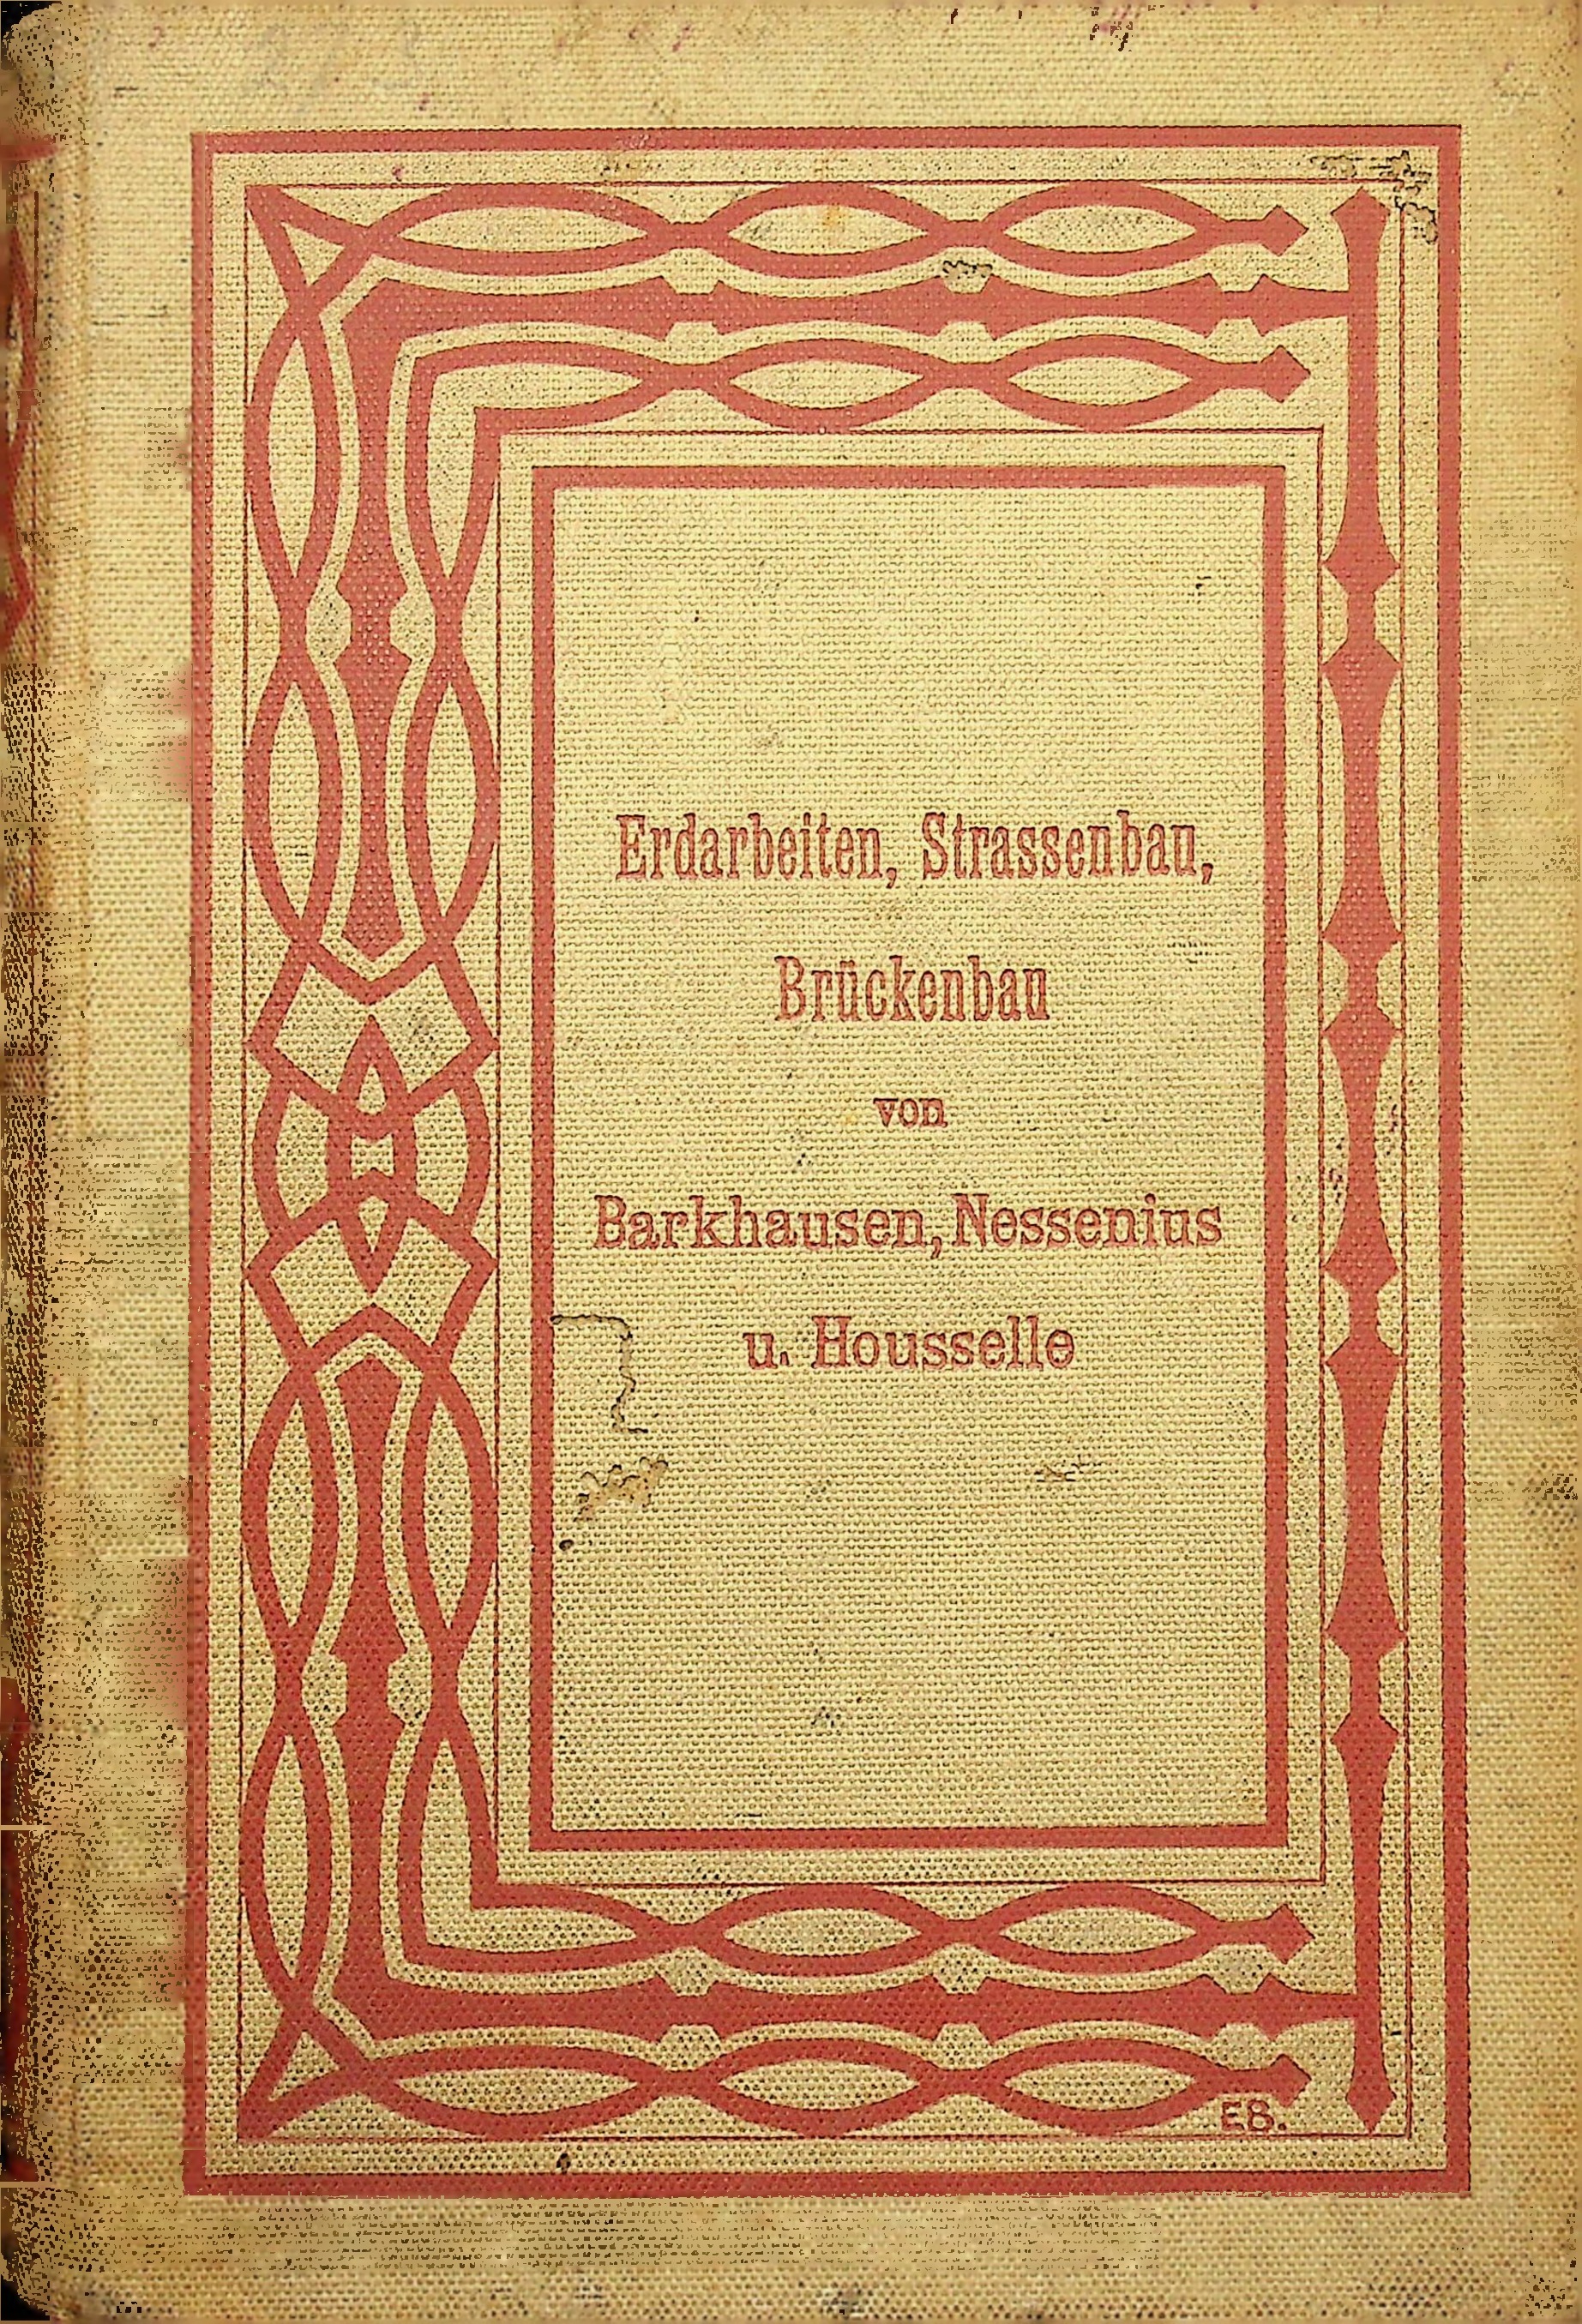 Erdarbeiten, Strassenbau,
Brückenbau
von
Barkhausen, Nessenius
u. Housselle
EB.